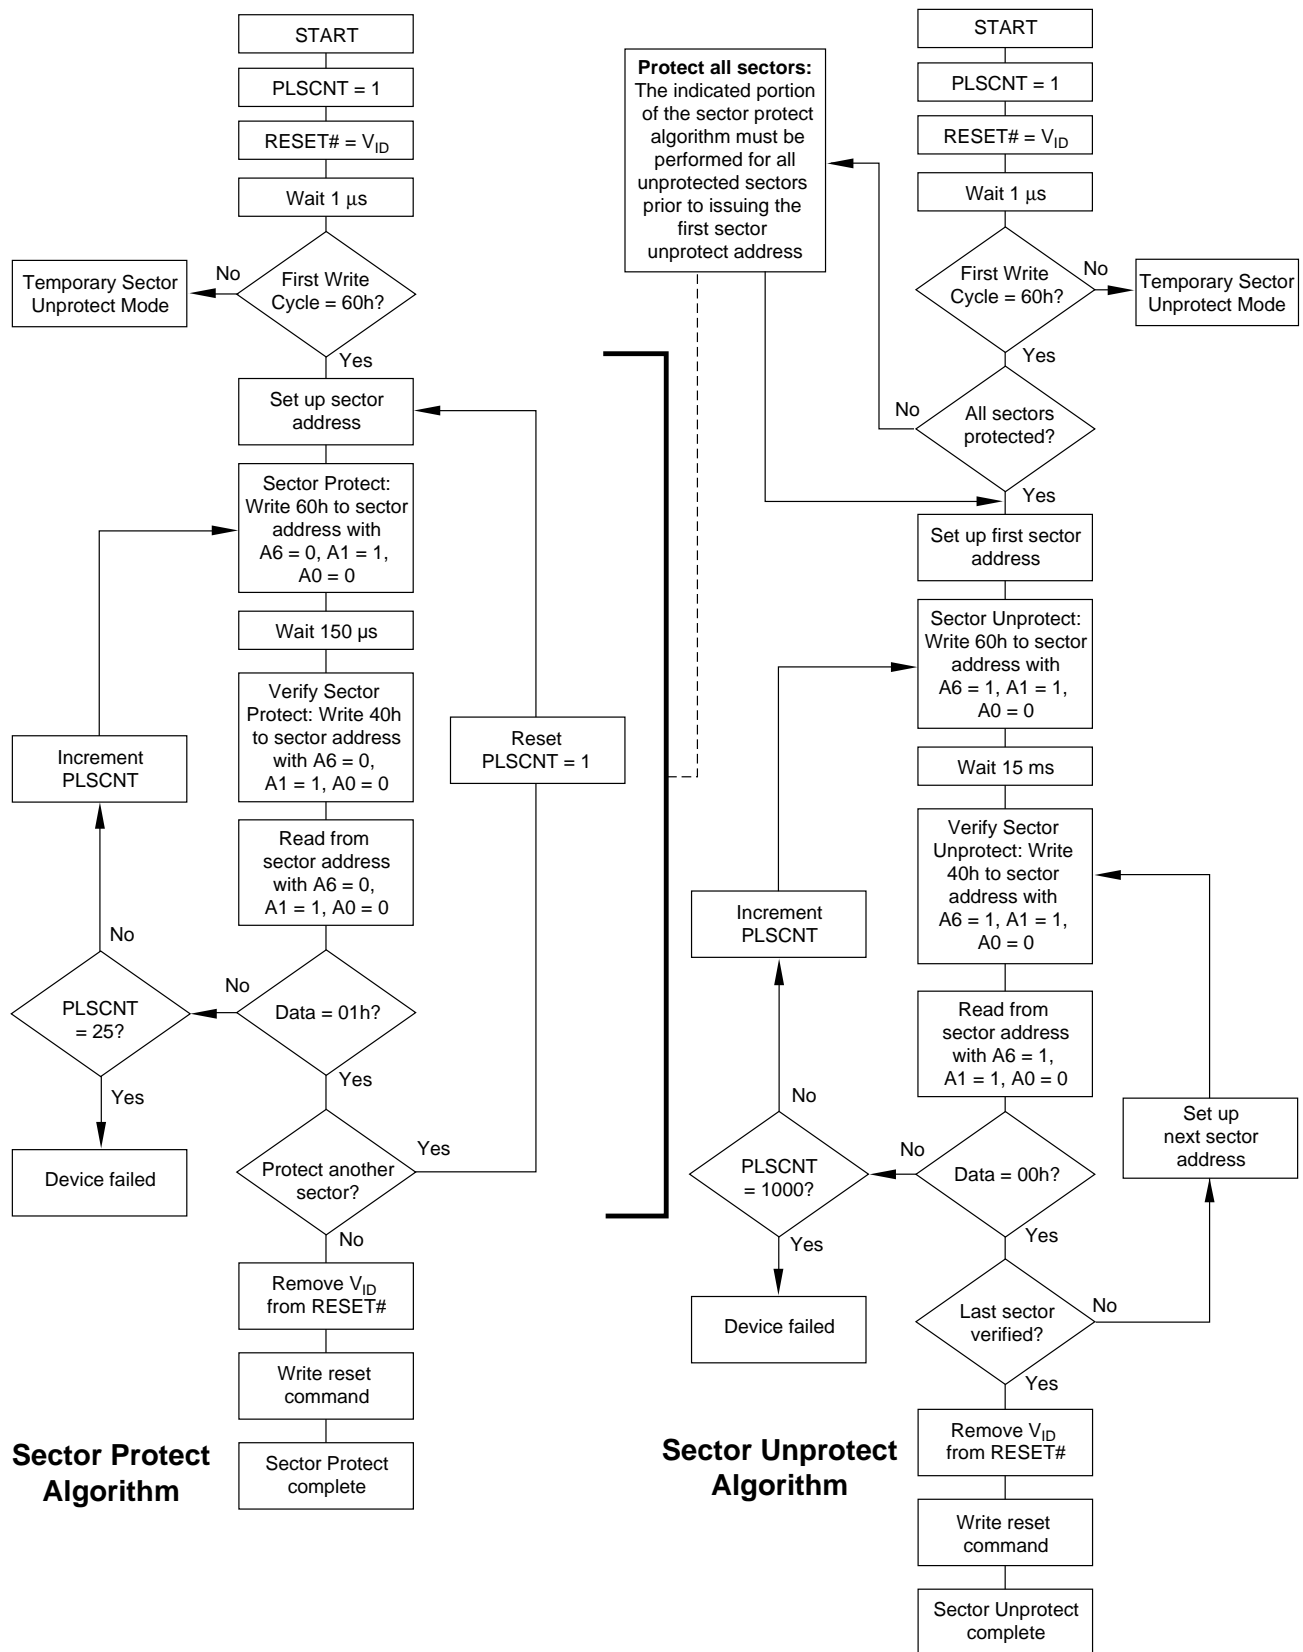 START
PLSCNT = 1
RESET# = VID
Wait 1 μs
First Write
Cycle = 60h?
No
Temporary Sector
Unprotect Mode
Yes
Set up sector
address
Sector Protect:
Write 60h to sector
address with
A6 = 0, A1 = 1,
A0 = 0
Wait 150 µs
Verify Sector
Protect: Write 40h
to sector address
with A6 = 0,
A1 = 1, A0 = 0
Increment
PLSCNT
Reset
PLSCNT = 1
Read from
sector address
with A6 = 0,
A1 = 1, A0 = 0
No
PLSCNT
= 25?
No
Data = 01h?
Yes
Yes
Device failed
Protect another
sector?
Yes
No
Remove VID
from RESET#
Write reset
command
Sector Protect
complete
Sector Protect
Algorithm
Protect all sectors:
The indicated portion
of the sector protect
algorithm must be
performed for all
unprotected sectors
prior to issuing the
first sector
unprotect address
START
PLSCNT = 1
RESET# = VID
Wait 1 μs
First Write
Cycle = 60h?
No
Temporary Sector
Unprotect Mode
Yes
No
All sectors
protected?
Yes
Set up first sector
address
Sector Unprotect:
Write 60h to sector
address with
A6 = 1, A1 = 1,
A0 = 0
Wait 15 ms
Verify Sector
Unprotect: Write
40h to sector
address with
A6 = 1, A1 = 1,
A0 = 0
Increment
PLSCNT
Read from
sector address
with A6 = 1,
A1 = 1, A0 = 0
No
PLSCNT
= 1000?
No
Data = 00h?
Set up
next sector
address
Yes
Yes
Device failed
Last sector
verified?
No
Yes
Remove VID
from RESET#
Write reset
command
Sector Unprotect
complete
Sector Unprotect
Algorithm